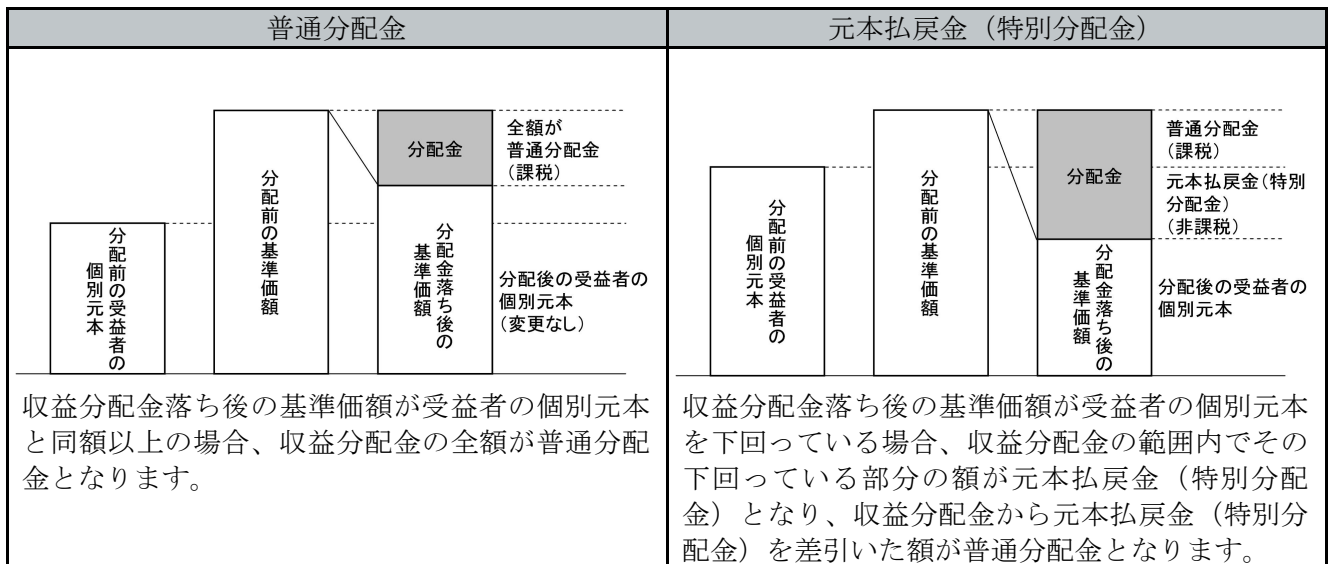 普通分配金
分配前の受益者の
個別元本
分配前の基準価額
分配金
分配金落ち後の
基準価額
全額が
普通分配金
(課税)
分配後の受益者の
個別元本
(変更なし)
収益分配金落ち後の基準価額が受益者の個別元本
と同額以上の場合、収益分配金の全額が普通分配
金となります。
元本払戻金（特別分配金）
分配前の受益者の
個別元本
分配前の基準価額
分配金
分配金落ち後の
基準価額
普通分配金
(課税)
元本払戻金(特別
分配金)
(非課税)
分配後の受益者の
個別元本
収益分配金落ち後の基準価額が受益者の個別元本
を下回っている場合、収益分配金の範囲内でその
下回っている部分の額が元本払戻金（特別分配
金）となり、収益分配金から元本払戻金（特別分
配金）を差引いた額が普通分配金となります。